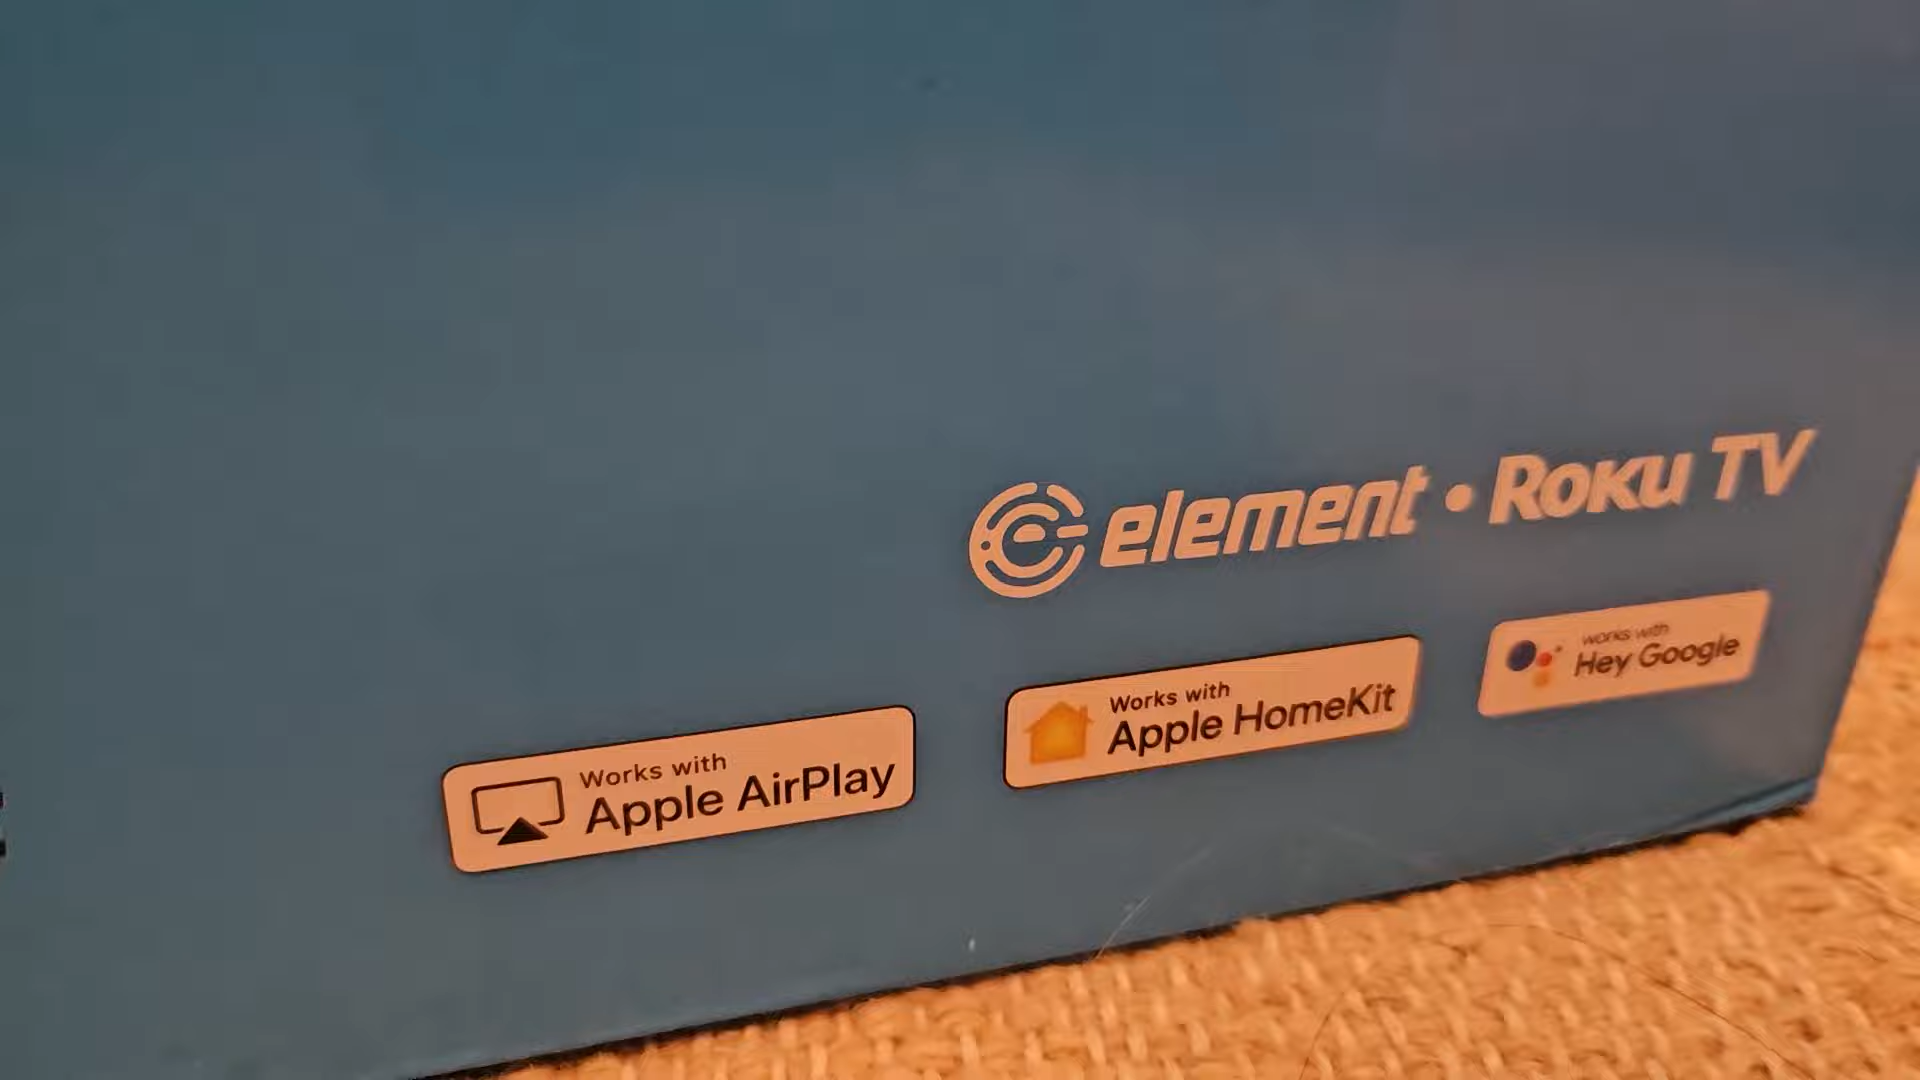 element • Roku TV
Works with
Apple AirPlay
Works with
Apple HomeKit
works with
Hey Google